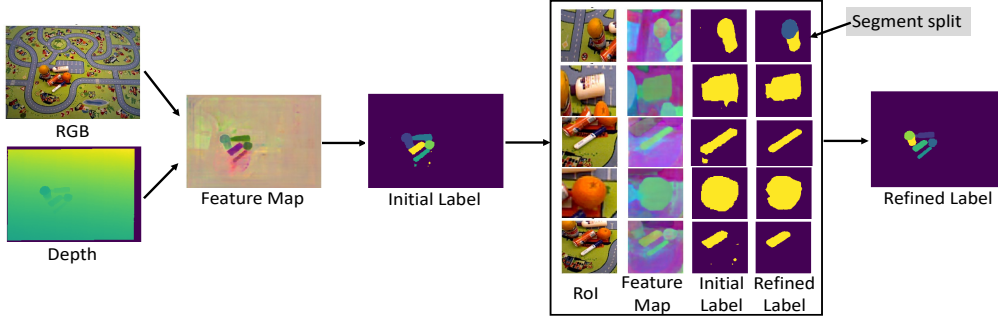 Segment split
RGB
Depth
Feature Map
Initial Label
RoI
Feature
Map
Initial
Label
Refined
Label
Refined Label